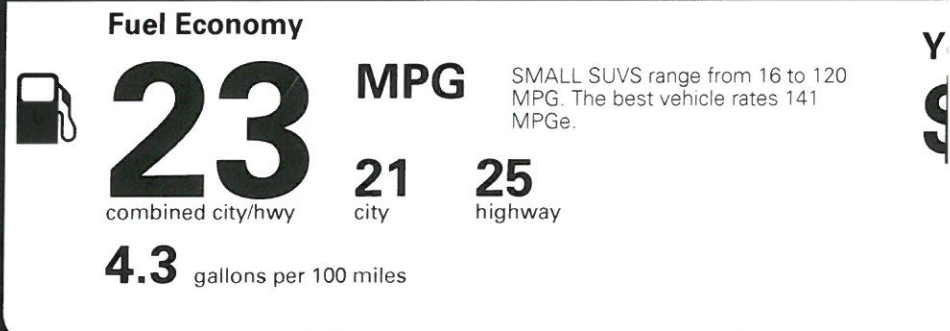 Fuel Economy
23
MPG
SMALL SUVS range from 16 to 120
MPG. The best vehicle rates 141
MPGe.
combined city/hwy
21
city
25
highway
4.3 gallons per 100 miles
Y